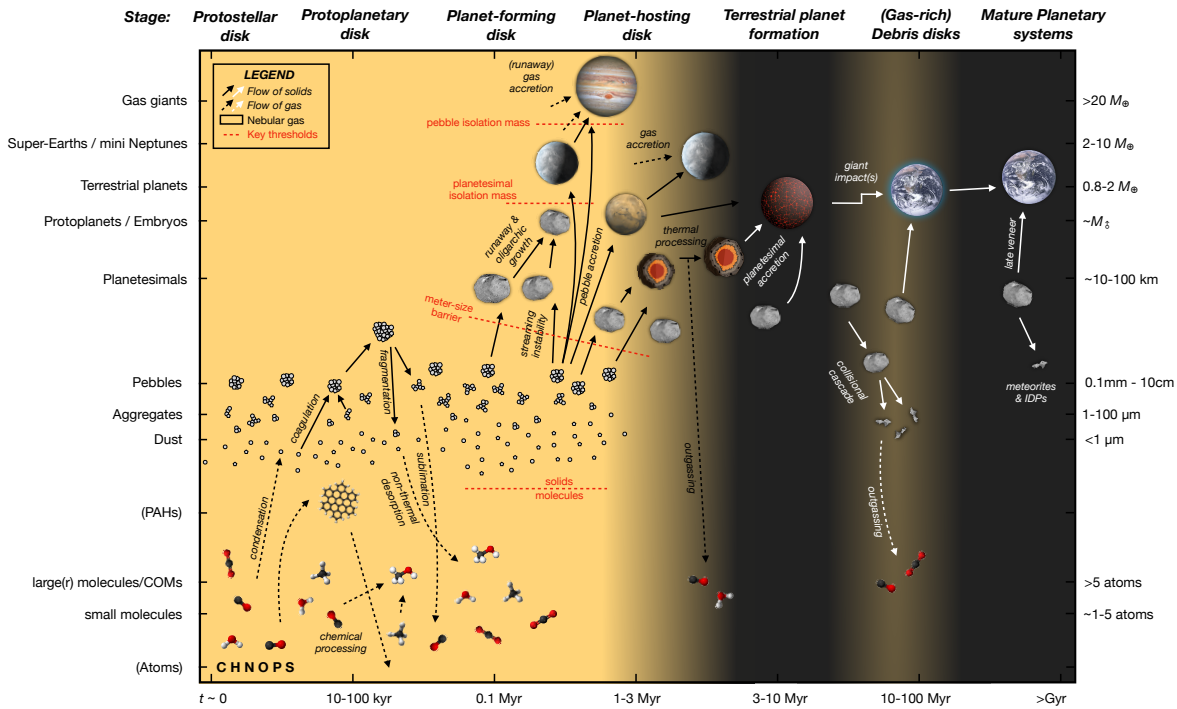 Stage:
Protostellar
disk
Protoplanetary
disk
Planet-forming
disk
Planet-hosting
disk
Terrestrial planet
formation
(Gas-rich)
Debris disks
Mature Planetary
systems
LEGEND
Flow of solids
Flow of gas
Nebular gas
Key thresholds
Gas giants
Super-Earths / mini Neptunes
Terrestrial planets
Protoplanets / Embryos
Planetesimals
Pebbles
Aggregates
Dust
(PAHs)
large(r) molecules/COMs
small molecules
(Atoms)
>20 M⊕
2-10 M⊕
0.8-2 M⊕
~10-100 km
0.1mm - 10cm
1-100 µm
<1 µm
>5 atoms
~1-5 atoms
(runaway)
gas
accretion
pebble isolation mass
gas
accretion
planetesimal
isolation mass
runaway &
oligarchic
growth
pebble accretion
thermal
processing
planetesimal
accretion
giant
impact(s)
late veneer
meter-size
barrier
streaming
instability
coagulation
fragmentation
collisional
cascade
meteorites
& IDPs
condensation
non-thermal
desorption
sublimation
solids
molecules
outgassing
outgassing
chemical
processing
CHNOPS
t ~ 0
10-100 kyr
0.1 Myr
1-3 Myr
3-10 Myr
10-100 Myr
>Gyr